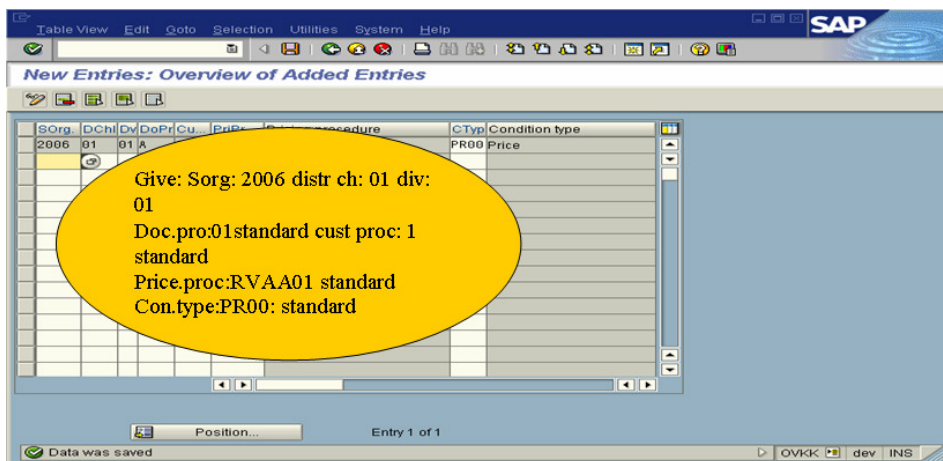 Table View Edit Goto Selection Utilities System Help
SAP
New Entries: Overview of Added Entries
SOrg. DChl Dv DoPr Cu... PriPr. procedure CTyp Condition type
2006 01 01 A PR00 Price
Give: Sorg: 2006 distr ch: 01 div:
01
Doc.pro:01standard cust proc: 1
standard
Price.proc:RVAA01 standard
Con.type:PR00: standard
Position... Entry 1 of 1
Data was saved OVKK dev INS